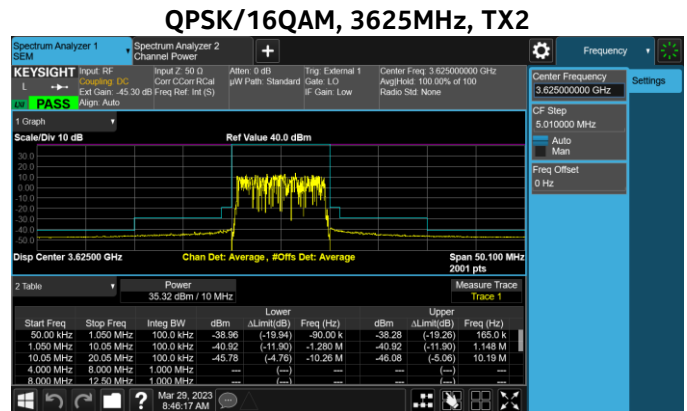 QPSK/16QAM, 3625MHz, TX2
Spectrum Analyzer 1
SEM
Spectrum Analyzer 2
Channel Power
Frequency
KEYSIGHT
L
LV PASS
Input: RF
Coupling: DC
Ext Gain: -45.30 dB
Align: Auto
Input Z: 50 Ω
Corr CCorr RCal
Freq Ref: Int (S)
Atten: 0 dB
µW Path: Standard
Trig: External 1
Gate: LO
IF Gain: Low
Center Freq: 3.625000000 GHz
Avg|Hold: 100.00% of 100
Radio Std: None
Center Frequency
3.625000000 GHz
Settings
CF Step
5.010000 MHz
Auto
Man
Freq Offset
0 Hz
1 Graph
Scale/Div 10 dB
Ref Value 40.0 dBm
30.0
20.0
10.0
0.00
-10.0
-20.0
-30.0
-40.0
-50.0
Disp Center 3.62500 GHz
Chan Det: Average , #Offs Det: Average
Span 50.100 MHz
2001 pts
2 Table
Power
35.32 dBm / 10 MHz
Measure Trace
Trace 1
Lower Upper
Start Freq Stop Freq Integ BW dBm ΔLimit(dB) Freq (Hz) dBm ΔLimit(dB) Freq (Hz)
50.00 kHz 1.050 MHz 100.0 kHz -38.96 (-19.94) -90.00 k -38.28 (-19.26) 165.0 k
1.050 MHz 10.05 MHz 100.0 kHz -40.92 (-11.90) -1.280 M -40.92 (-11.90) 1.148 M
10.05 MHz 20.05 MHz 100.0 kHz -45.78 (-4.76) -10.26 M -46.08 (-5.06) 10.19 M
4.000 MHz 8.000 MHz 1.000 MHz --- (---) --- (---)
8.000 MHz 12.50 MHz 1.000 MHz --- (---) --- (---)
?
Mar 29, 2023
8:46:17 AM